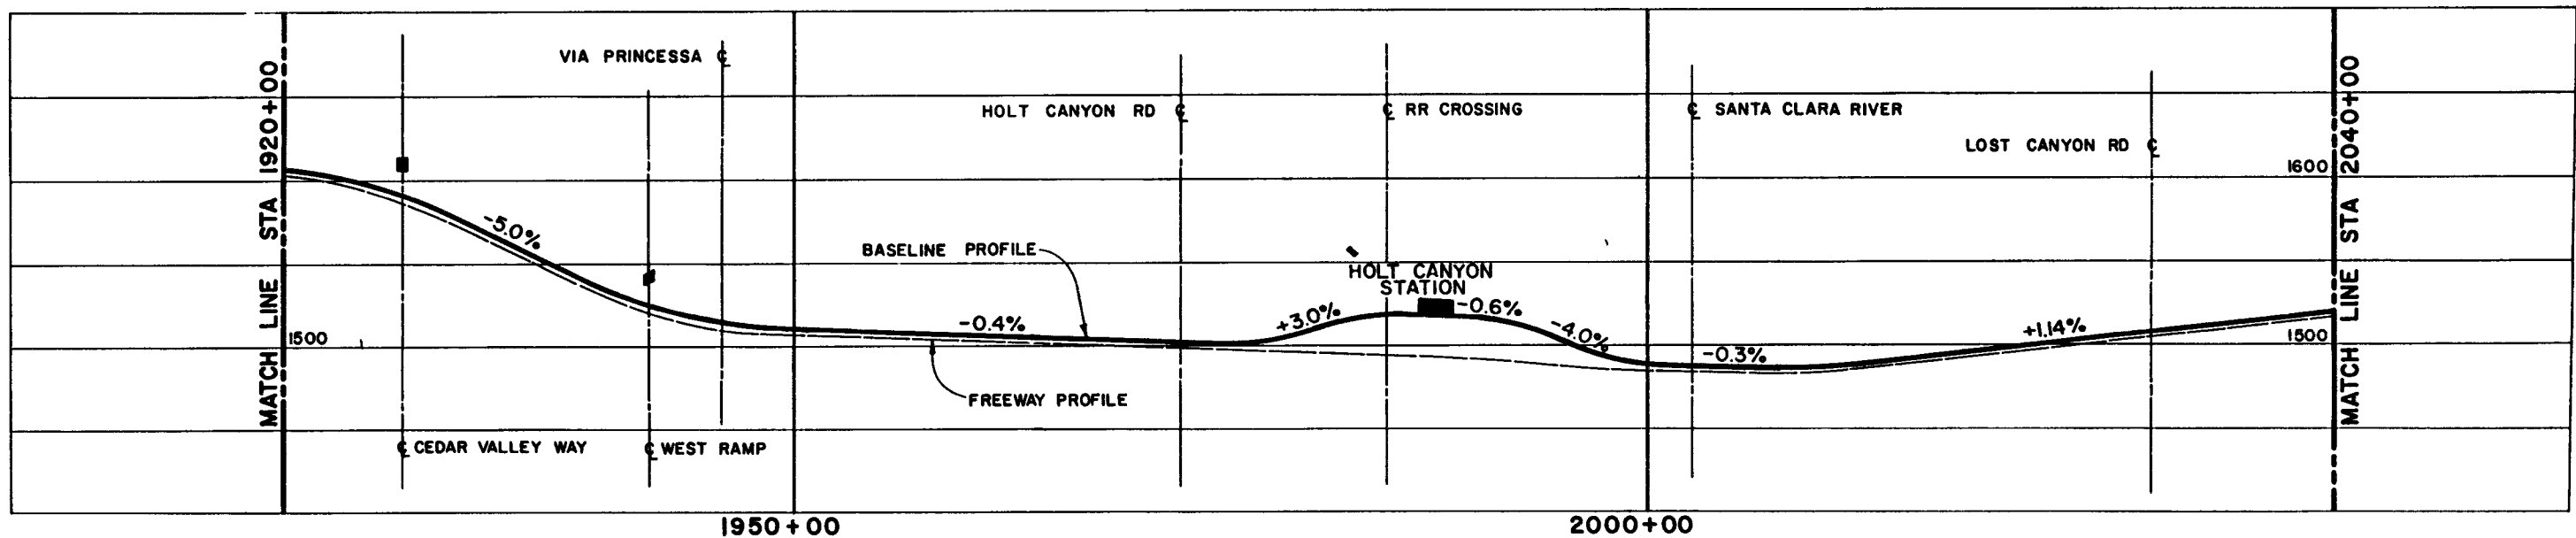 VIA PRINCESSA ℄
HOLT CANYON RD ℄
℄ RR CROSSING
℄ SANTA CLARA RIVER
LOST CANYON RD ℄
MATCH LINE STA 1920+00
1600
MATCH LINE STA 2040+00
-5.0%
BASELINE PROFILE
HOLT CANYON
STATION
-0.4%
+3.0%
-0.6%
-4.0%
-0.3%
+1.14%
1500
1500
FREEWAY PROFILE
℄ CEDAR VALLEY WAY
℄ WEST RAMP
1950+00
2000+00